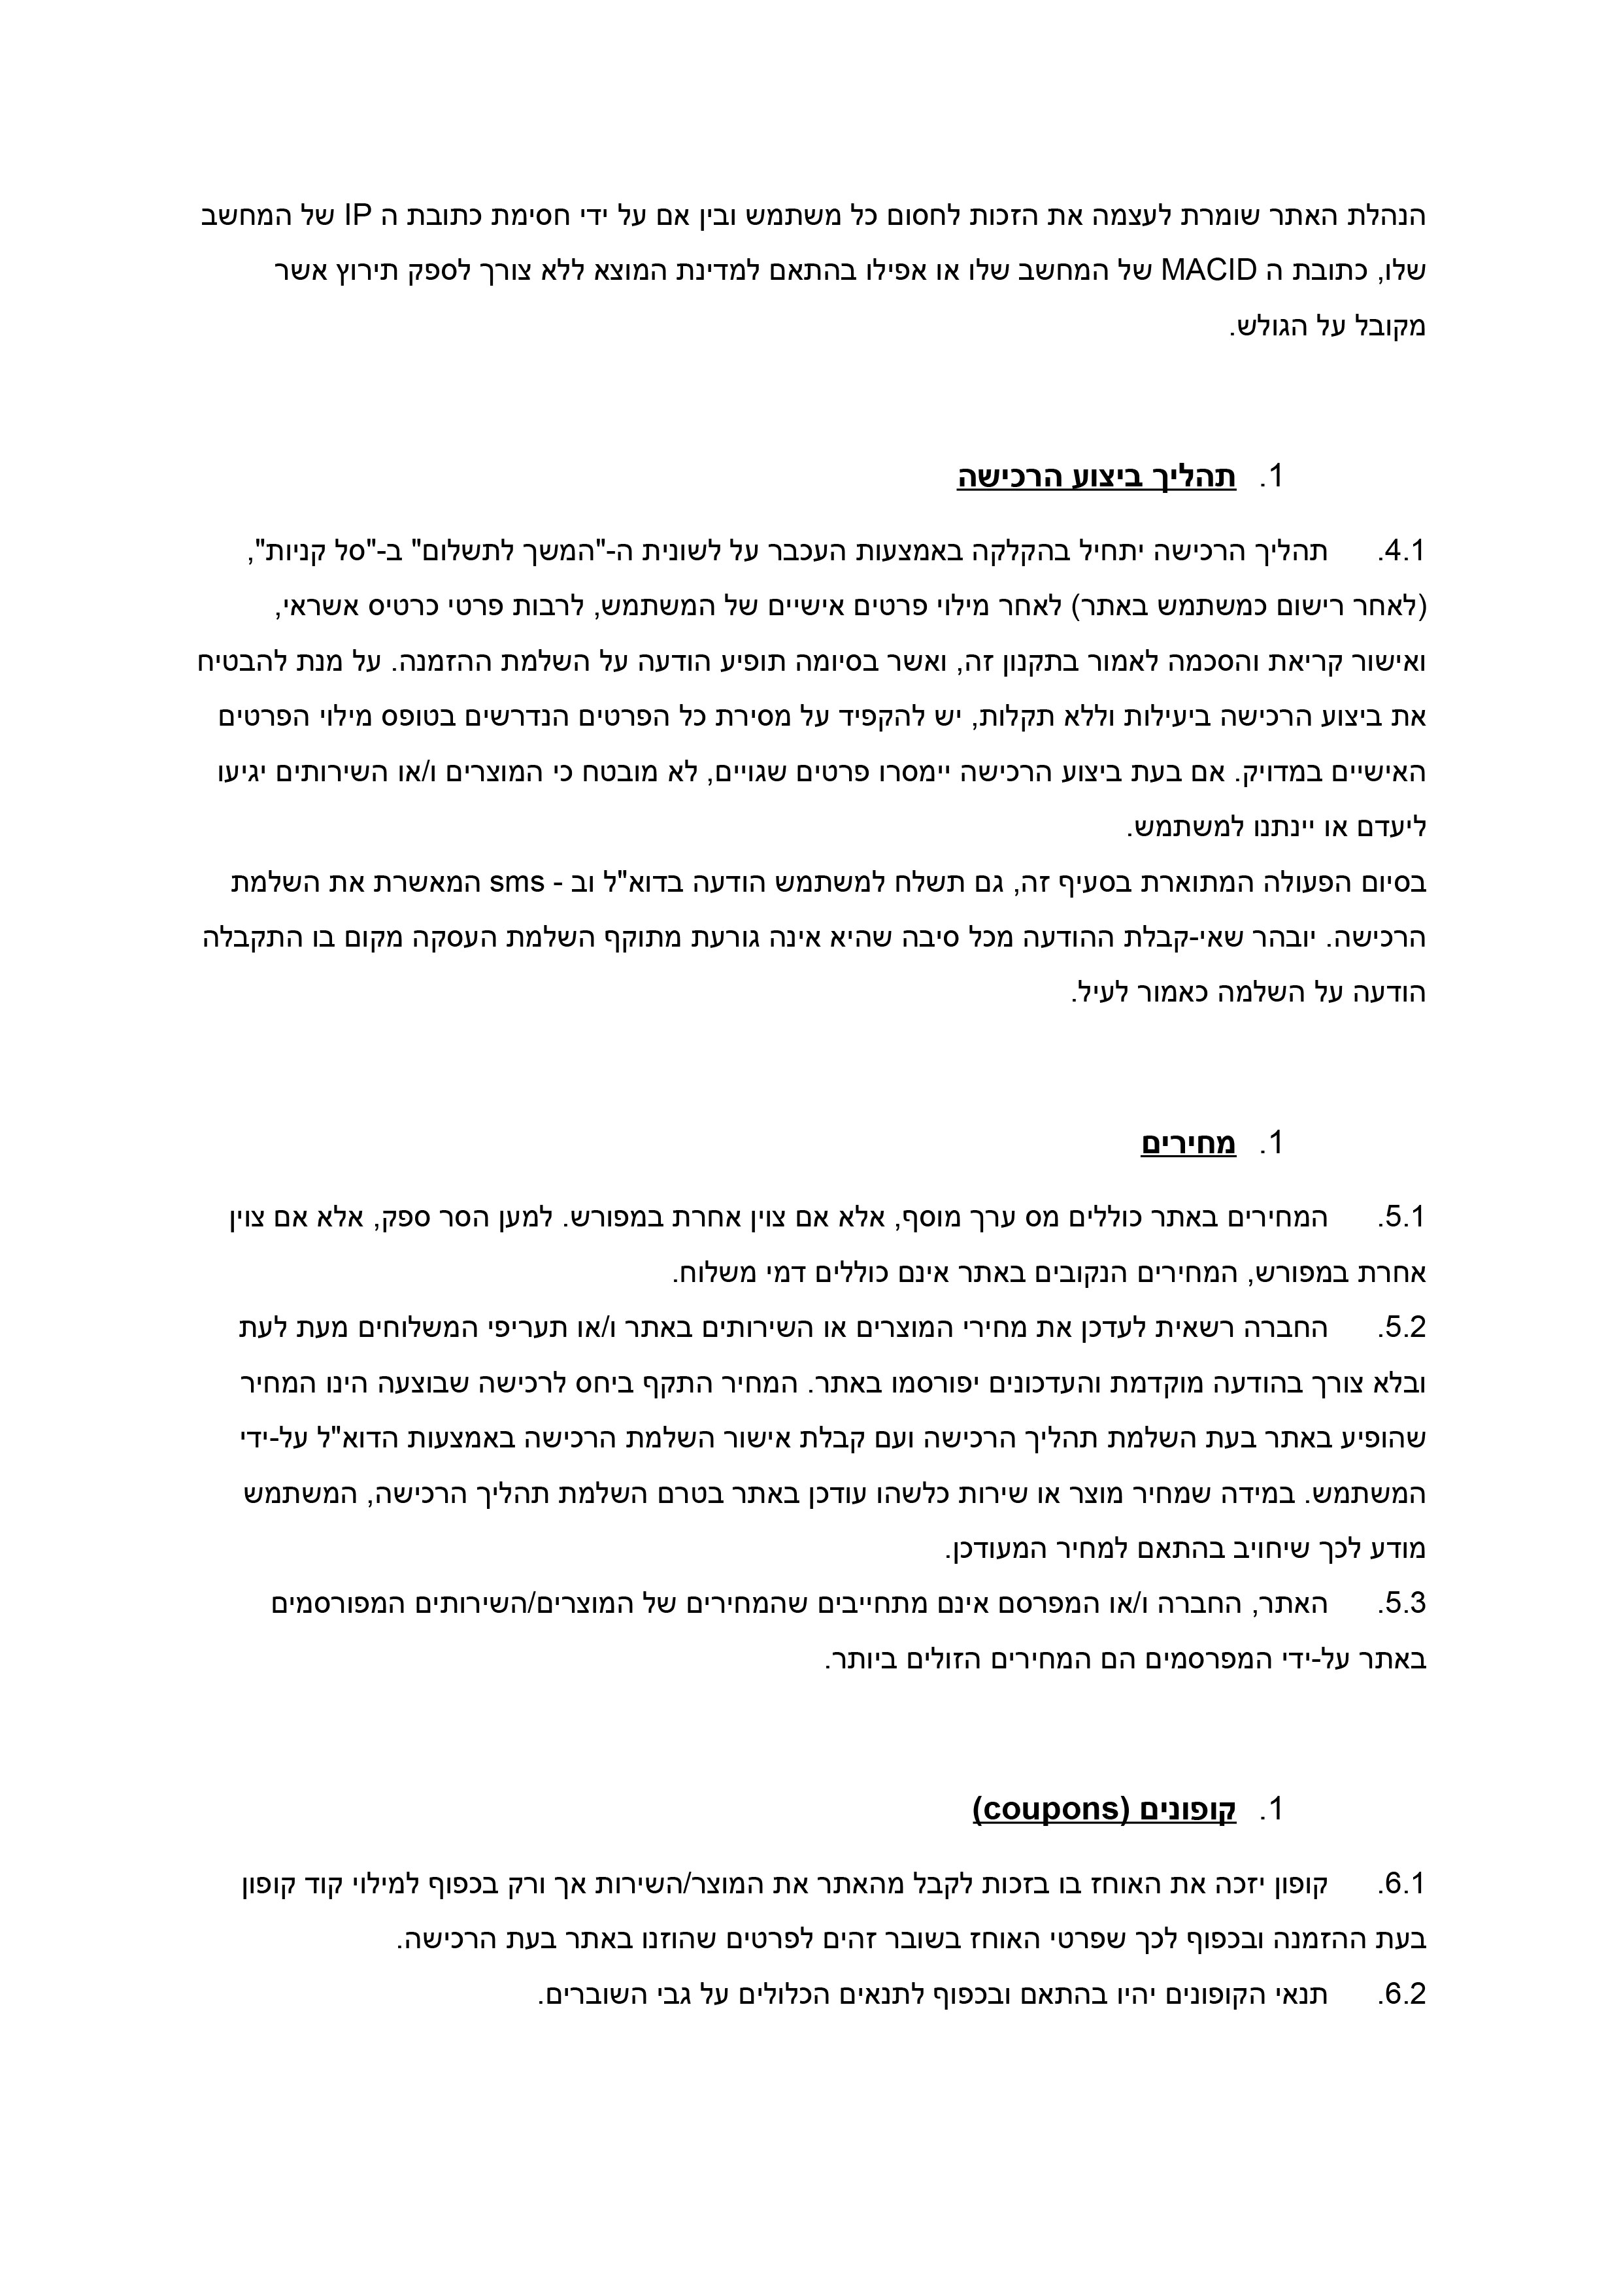 הנהלת האתר שומרת לעצמה את הזכות לחסום כל משתמש ובין אם על ידי חסימת כתובת ה IP של המחשב
שלו, כתובת ה MACID של המחשב שלו או אפילו בהתאם למדינת המוצא ללא צורך לספק תירוץ אשר
מקובל על הגולש.
1. תהליך ביצוע הרכישה
4.1. תהליך הרכישה יתחיל בהקלקה באמצעות העכבר על לשונית ה-"המשך לתשלום" ב-"סל קניות",
(לאחר רישום כמשתמש באתר) לאחר מילוי פרטים אישיים של המשתמש, לרבות פרטי כרטיס אשראי,
ואישור קריאת והסכמה לאמור בתקנון זה, ואשר בסיומה תופיע הודעה על השלמת ההזמנה. על מנת להבטיח
את ביצוע הרכישה ביעילות וללא תקלות, יש להקפיד על מסירת כל הפרטים הנדרשים בטופס מילוי הפרטים
האישיים במדויק. אם בעת ביצוע הרכישה יימסרו פרטים שגויים, לא מובטח כי המוצרים ו/או השירותים יגיעו
ליעדם או יינתנו למשתמש.
בסיום הפעולה המתוארת בסעיף זה, גם תשלח למשתמש הודעה בדוא"ל וב - sms המאשרת את השלמת
הרכישה. יובהר שאי-קבלת ההודעה מכל סיבה שהיא אינה גורעת מתוקף השלמת העסקה מקום בו התקבלה
הודעה על השלמה כאמור לעיל.
1. מחירים
5.1. המחירים באתר כוללים מס ערך מוסף, אלא אם צוין אחרת במפורש. למען הסר ספק, אלא אם צוין
אחרת במפורש, המחירים הנקובים באתר אינם כוללים דמי משלוח.
5.2. החברה רשאית לעדכן את מחירי המוצרים או השירותים באתר ו/או תעריפי המשלוחים מעת לעת
ובלא צורך בהודעה מוקדמת והעדכונים יפורסמו באתר. המחיר התקף ביחס לרכישה שבוצעה הינו המחיר
שהופיע באתר בעת השלמת תהליך הרכישה ועם קבלת אישור השלמת הרכישה באמצעות הדוא"ל על-ידי
המשתמש. במידה שמחיר מוצר או שירות כלשהו עודכן באתר בטרם השלמת תהליך הרכישה, המשתמש
מודע לכך שיחויב בהתאם למחיר המעודכן.
5.3. האתר, החברה ו/או המפרסם אינם מתחייבים שהמחירים של המוצרים/השירותים המפורסמים
באתר על-ידי המפרסמים הם המחירים הזולים ביותר.
1. קופונים (coupons)
6.1. קופון יזכה את האוחז בו בזכות לקבל מהאתר את המוצר/השירות אך ורק בכפוף למילוי קוד קופון
בעת ההזמנה ובכפוף לכך שפרטי האוחז בשובר זהים לפרטים שהוזנו באתר בעת הרכישה.
6.2. תנאי הקופונים יהיו בהתאם ובכפוף לתנאים הכלולים על גבי השוברים.